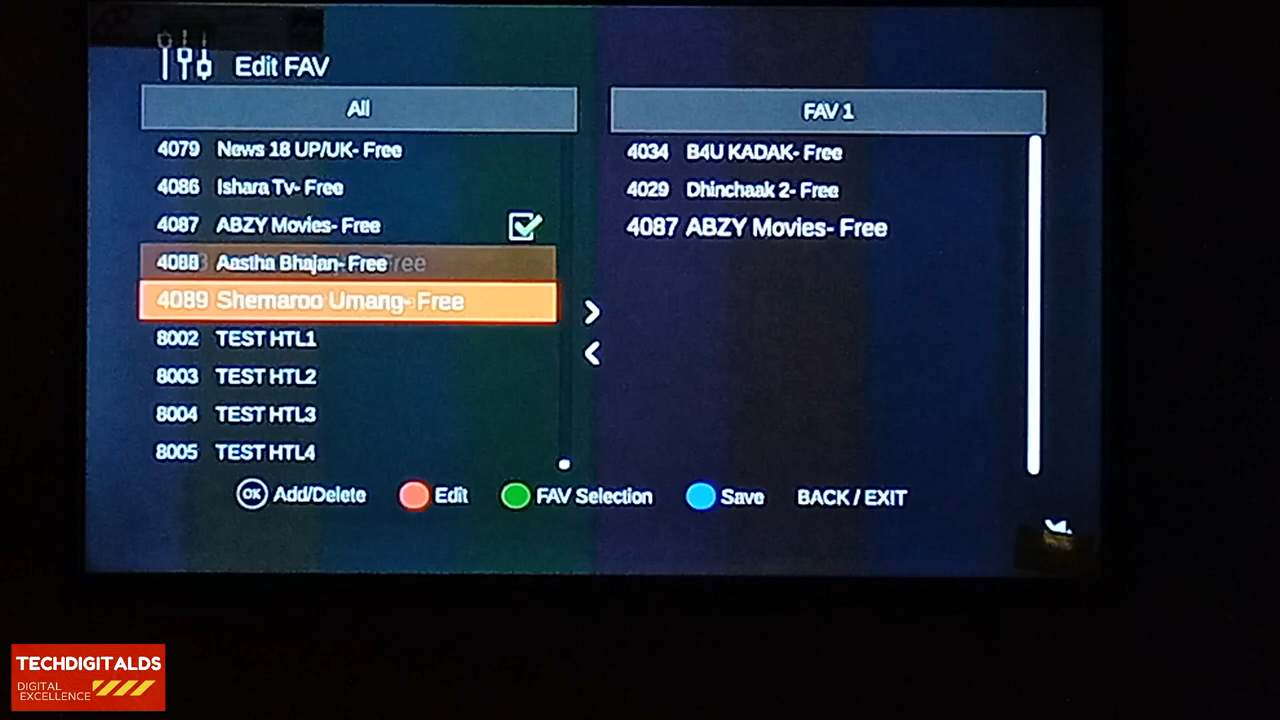 Edit FAV
All
4079 News 18 UP/UK- Free
4086 Ishara Tv- Free
4087 ABZY Movies- Free
4088 Aastha Bhajan- Free
4089 Shemaroo Umang- Free
8002 TEST HTL1
8003 TEST HTL2
8004 TEST HTL3
8005 TEST HTL4
FAV 1
4034 B4U KADAK- Free
4029 Dhinchaak 2- Free
4087 ABZY Movies- Free
OK Add/Delete Edit FAV Selection Save BACK / EXIT
TECHDIGITALDS
DIGITAL
EXCELLENCE